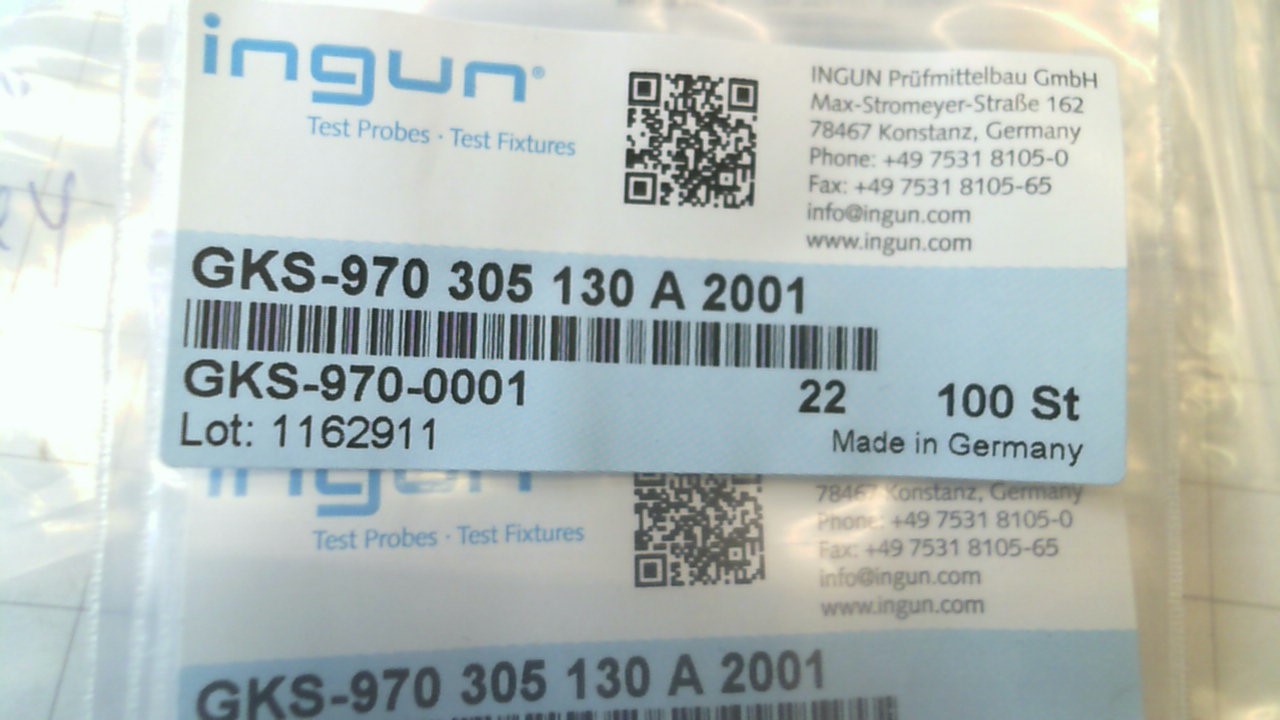 ingun®
Test Probes · Test Fixtures
INGUN Prüfmittelbau GmbH
Max-Stromeyer-Straße 162
78467 Konstanz, Germany
Phone: +49 7531 8105-0
Fax: +49 7531 8105-65
info@ingun.com
www.ingun.com
GKS-970 305 130 A 2001
GKS-970-0001 22 100 St
Lot: 1162911
Made in Germany
ingun
Test Probes · Test Fixtures
78467 Konstanz, Germany
Phone: +49 7531 8105-0
Fax: +49 7531 8105-65
info@ingun.com
www.ingun.com
GKS-970 305 130 A 2001